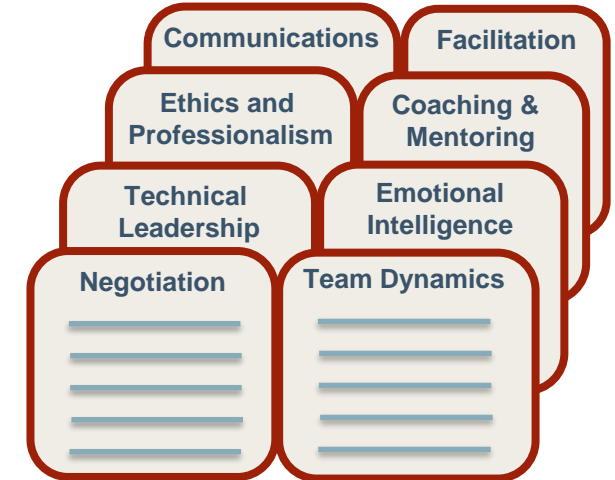 Communications
Facilitation
Ethics and
Professionalism
Coaching &
Mentoring
Technical
Leadership
Emotional
Intelligence
Negotiation
Team Dynamics